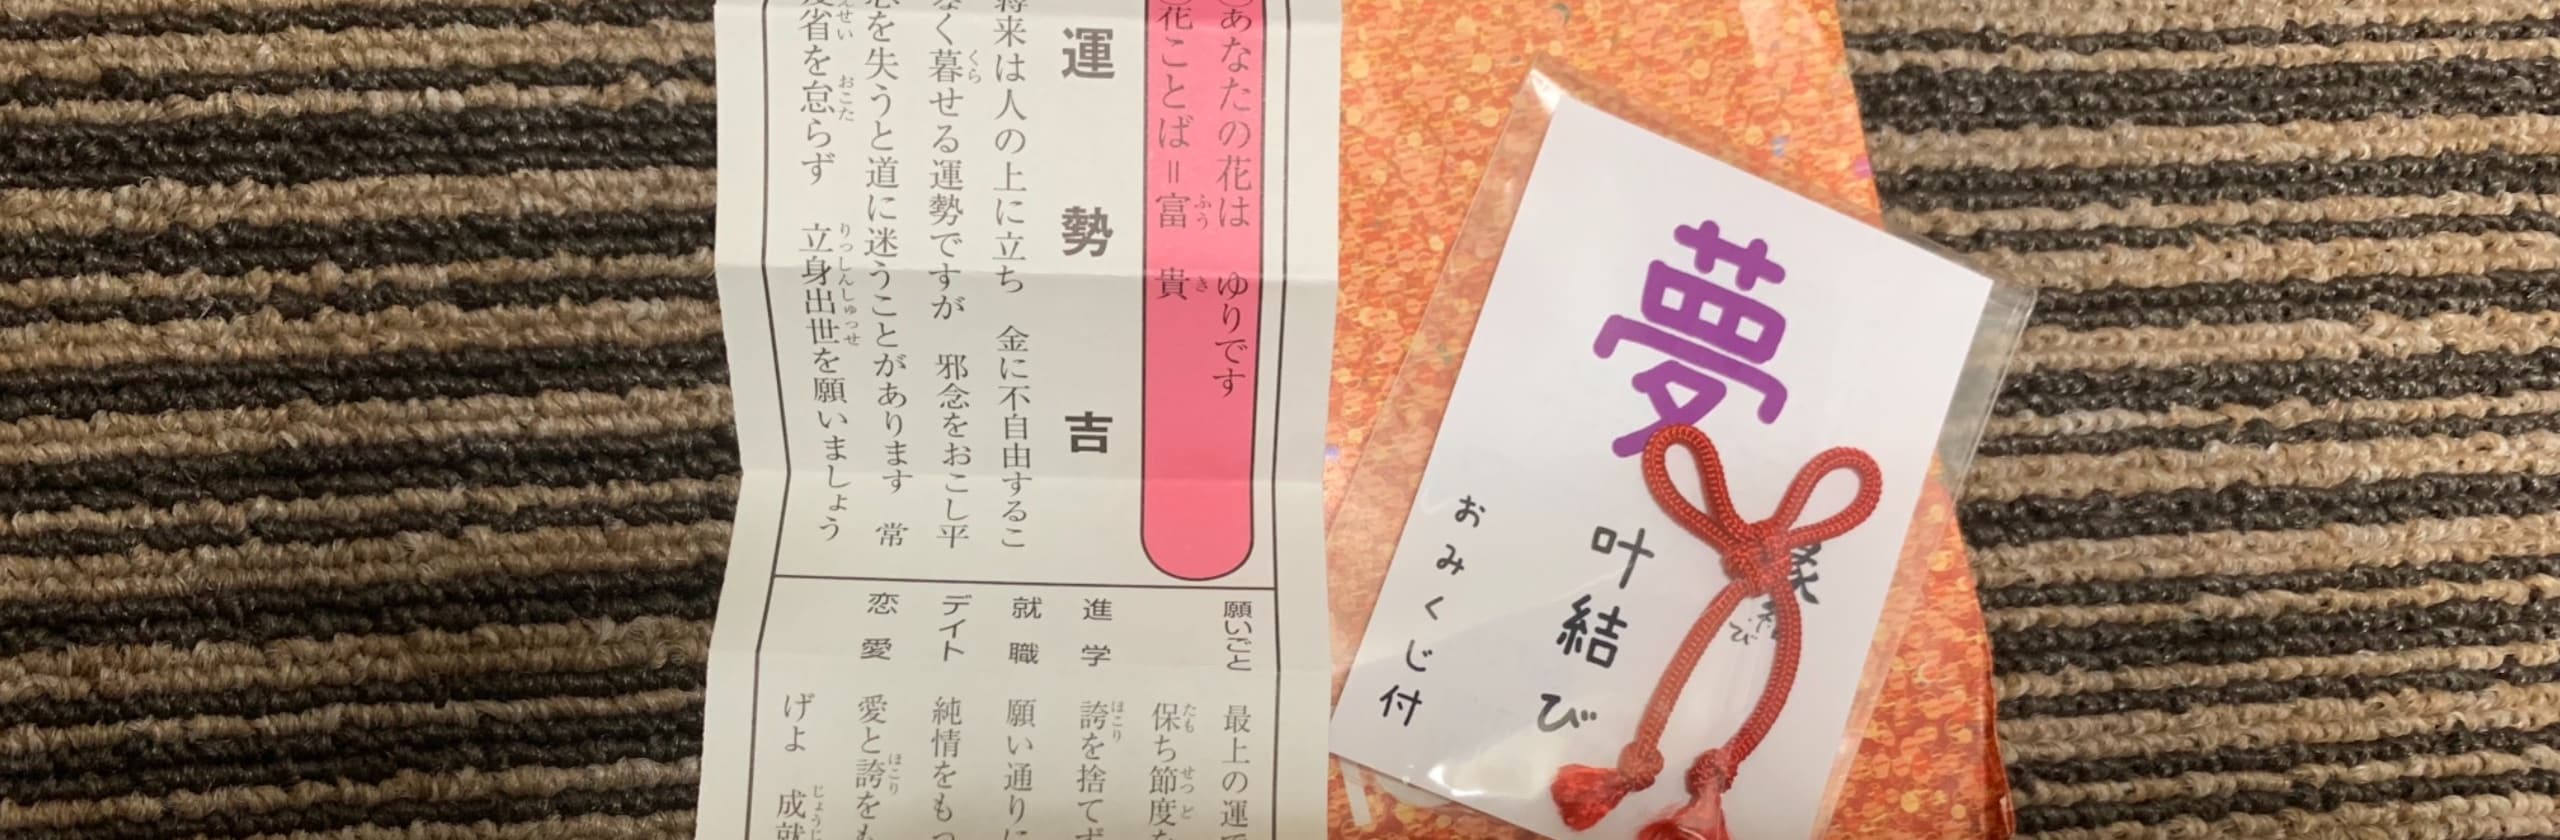 あなたの花は ゆりです
花ことば＝富貴
運勢 吉
将来は人の上に立ち 金に不自由するこ
なく暮せる運勢ですが 邪念をおこし平
を失うと道に迷うことがあります 常
省を怠らず 立身出世を願いましょう
願いごと 最上の運
保ち節度
進学 誇を捨てず
就職 願い通りに
デイト 純情をもつ
恋愛 愛と誇をも
げよ 成就
夢
叶結び
おみくじ付